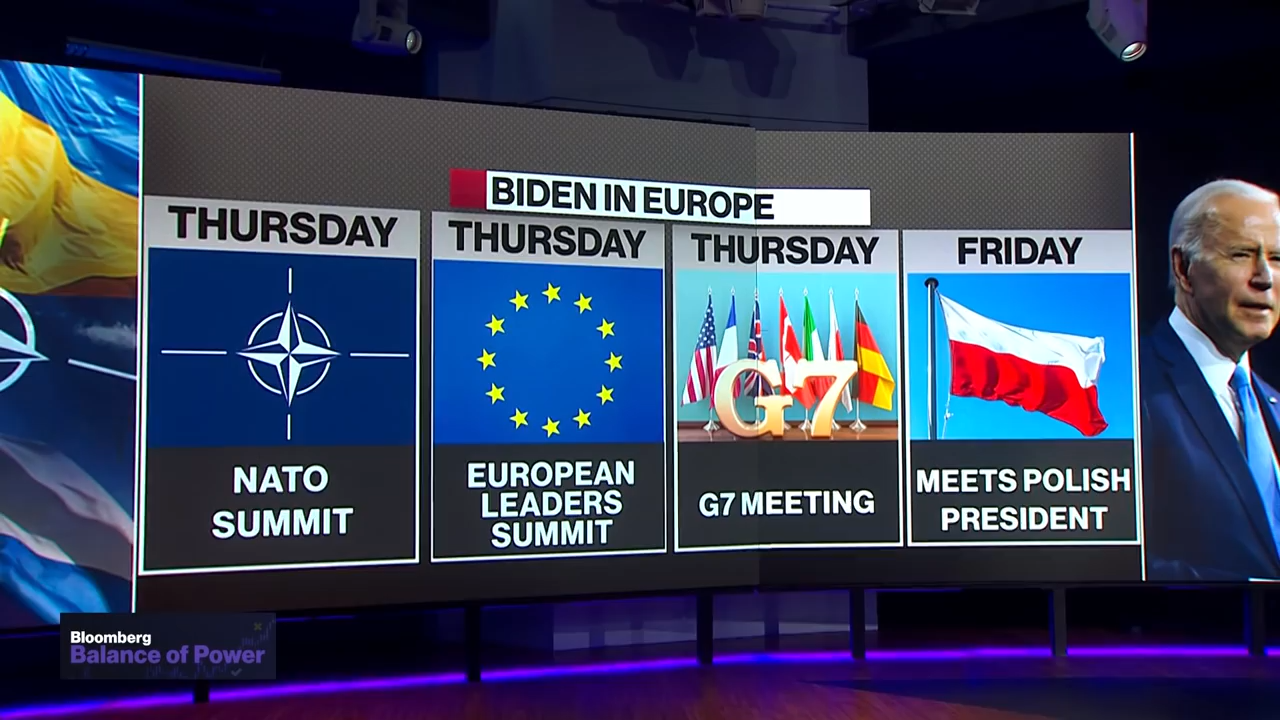 BIDEN IN EUROPE
THURSDAY
NATO
SUMMIT
THURSDAY
EUROPEAN
LEADERS
SUMMIT
THURSDAY
G7
G7 MEETING
FRIDAY
MEETS POLISH
PRESIDENT
Bloomberg
Balance of Power